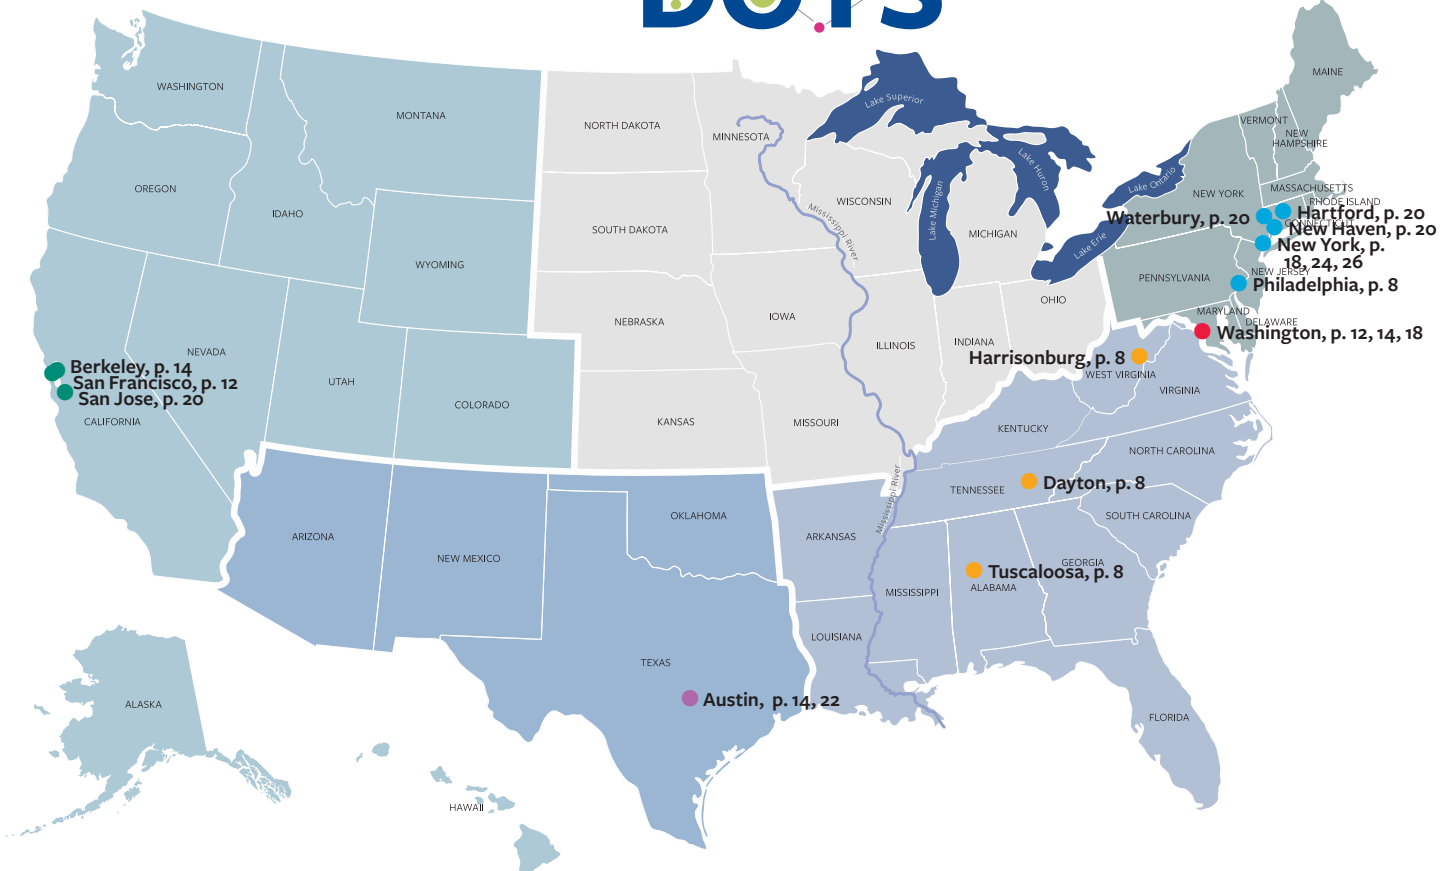 DOTS
WASHINGTON
MONTANA
OREGON
IDAHO
WYOMING
NEVADA
UTAH
COLORADO
CALIFORNIA
Berkeley, p. 14
San Francisco, p. 12
San Jose, p. 20
NORTH DAKOTA
SOUTH DAKOTA
NEBRASKA
KANSAS
MINNESOTA
IOWA
MISSOURI
WISCONSIN
ILLINOIS
INDIANA
MICHIGAN
OHIO
Lake Superior
Lake Michigan
Lake Huron
Lake Erie
Lake Ontario
Mississippi River
Mississippi River
MAINE
VERMONT
NEW
HAMPSHIRE
NEW YORK
MASSACHUSETTS
RHODE ISLAND
CONNECTICUT
Waterbury, p. 20
Hartford, p. 20
New Haven, p. 20
New York, p.
18, 24, 26
PENNSYLVANIA
NEW JERSEY
Philadelphia, p. 8
MARYLAND
DELAWARE
Washington, p. 12, 14, 18
Harrisonburg, p. 8
WEST VIRGINIA
VIRGINIA
KENTUCKY
NORTH CAROLINA
TENNESSEE
Dayton, p. 8
SOUTH CAROLINA
ARKANSAS
GEORGIA
Tuscaloosa, p. 8
ALABAMA
MISSISSIPPI
LOUISIANA
FLORIDA
ARIZONA
NEW MEXICO
OKLAHOMA
TEXAS
Austin, p. 14, 22
ALASKA
HAWAII